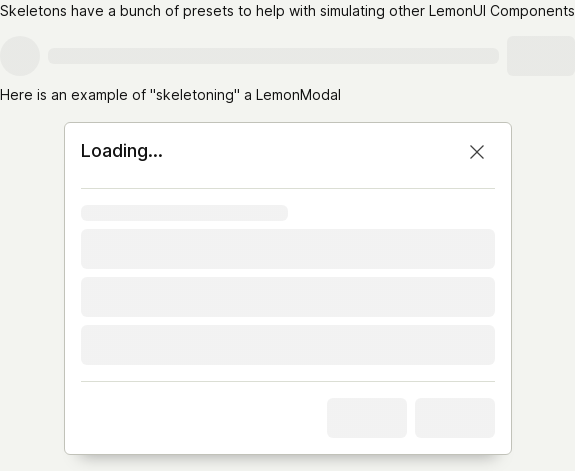 Skeletons have a bunch of presets to help with simulating other LemonUI Components
Here is an example of "skeletoning" a LemonModal
Loading...